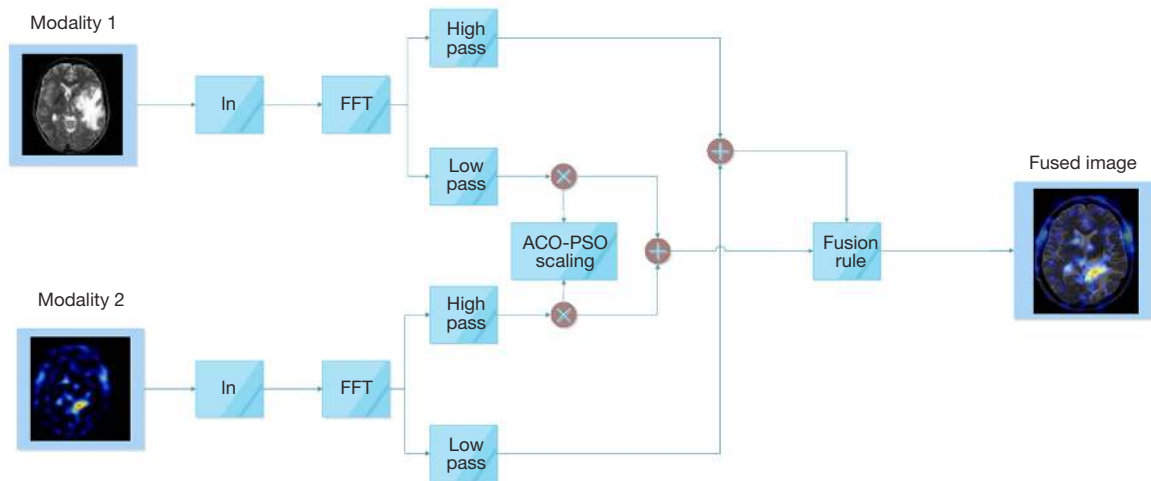 Modality 1
In
FFT
High
pass
Low
pass
ACO-PSO
scaling
Fusion
rule
Fused image
Modality 2
In
FFT
High
pass
Low
pass